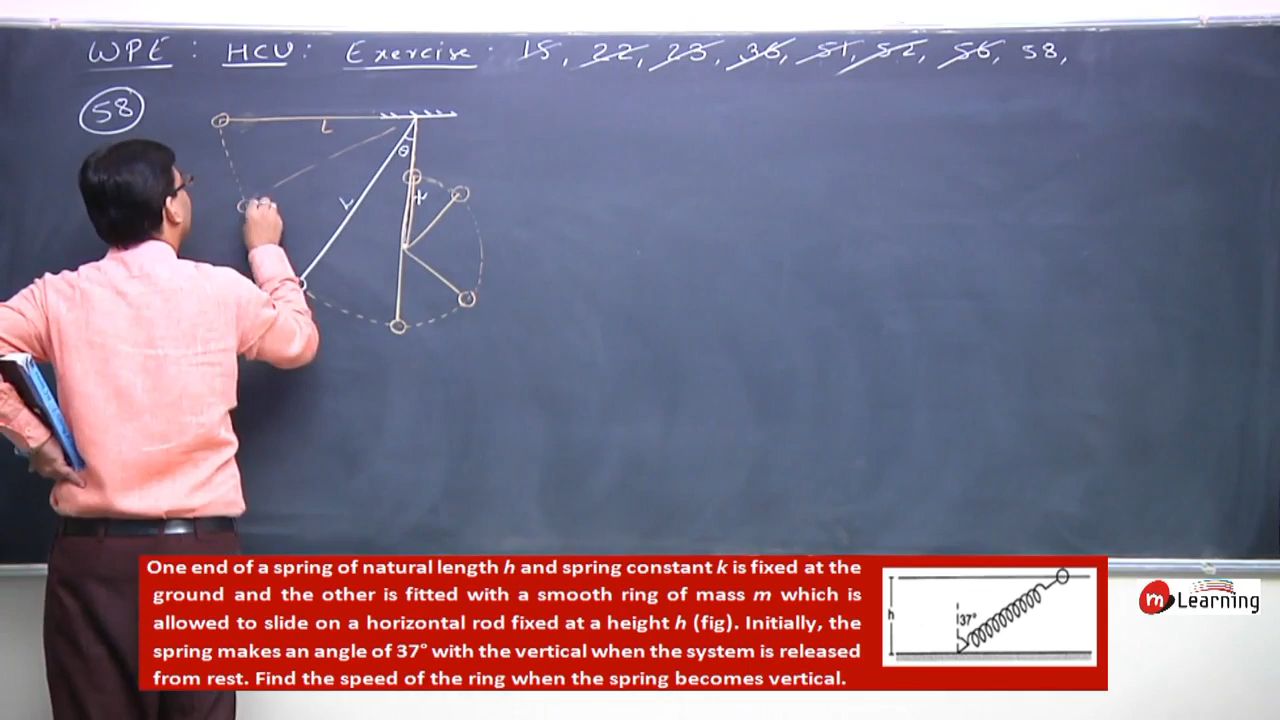 WPE : HCU : Exercise : 15, 22, 23, 36, 51, 52, 56, 58,
58
L
θ
L
x
One end of a spring of natural length h and spring constant k is fixed at the
ground and the other is fitted with a smooth ring of mass m which is
allowed to slide on a horizontal rod fixed at a height h (fig). Initially, the
spring makes an angle of 37° with the vertical when the system is released
from rest. Find the speed of the ring when the spring becomes vertical.
h
37°
m Learning